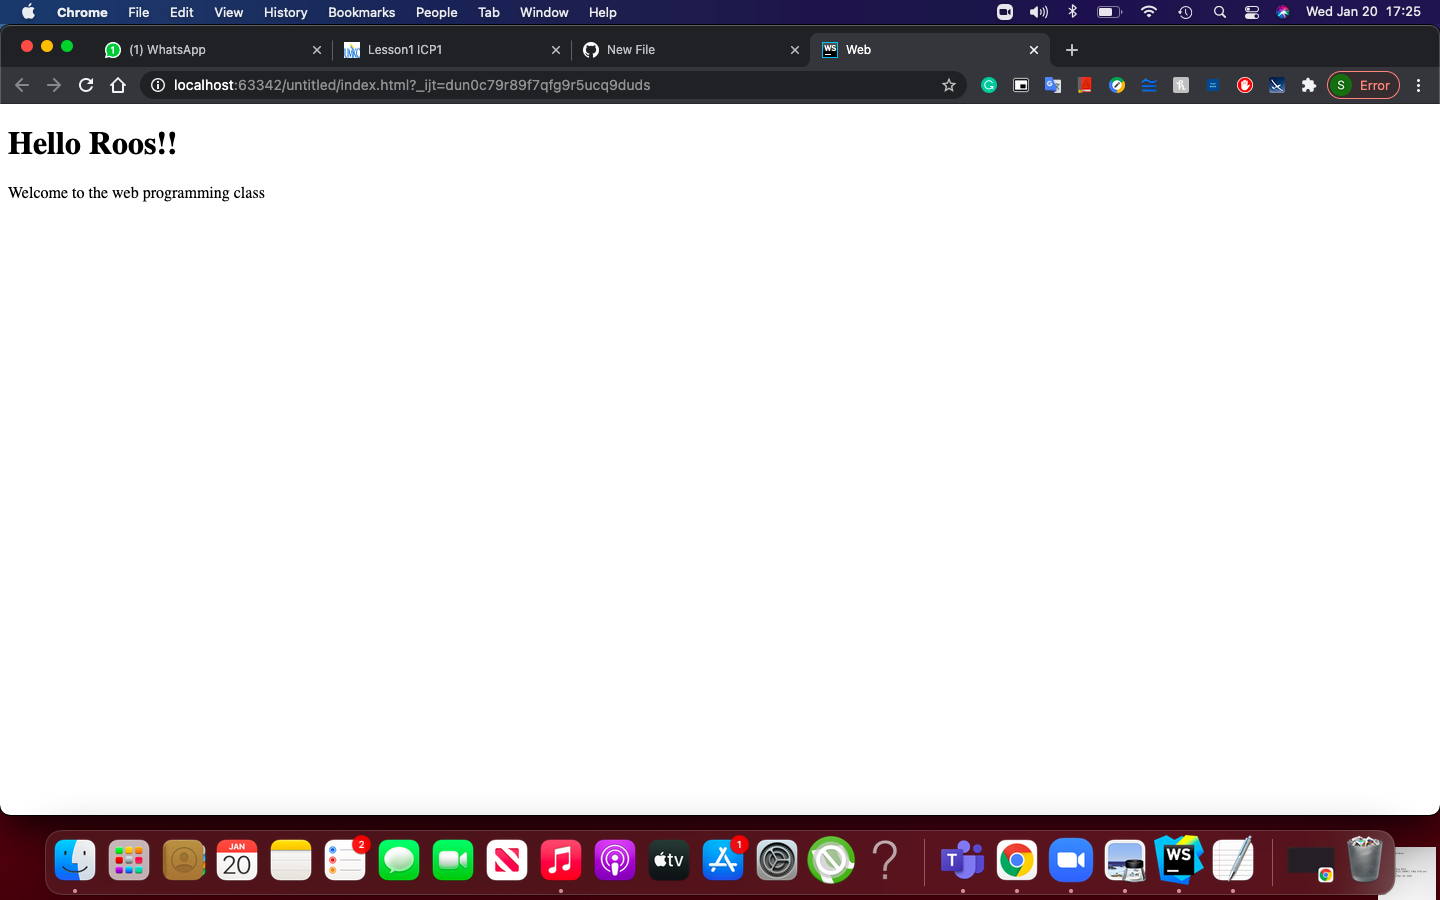 Chrome File Edit View History Bookmarks People Tab Window Help Wed Jan 20 17:25
1 (1) WhatsApp Lesson1 ICP1 New File WS Web
localhost:63342/untitled/index.html?_ijt=dun0c79r89f7qfg9r5ucq9duds S Error
Hello Roos!!
Welcome to the web programming class
JAN 2 1
20 tv T WS